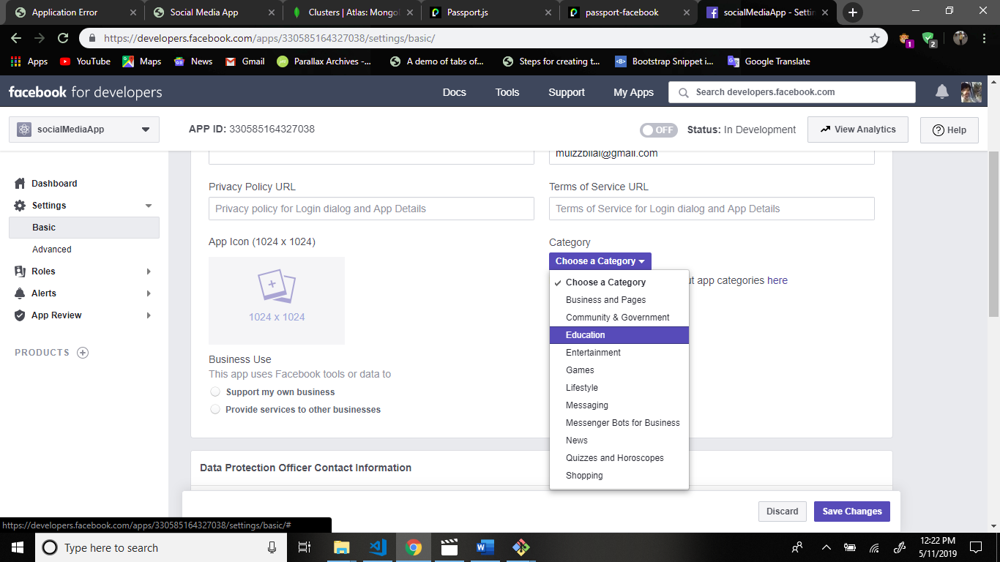 Application Error
Social Media App
Clusters | Atlas: Mongo
Passport.js
passport-facebook
socialMediaApp - Settin
https://developers.facebook.com/apps/330585164327038/settings/basic/
1
2
Apps
YouTube
Maps
News
Gmail
Parallax Archives -...
A demo of tabs of...
Steps for creating t...
Bootstrap Snippet i...
Google Translate
facebook for developers
Docs
Tools
Support
My Apps
Search developers.facebook.com
socialMediaApp
APP ID: 330585164327038
OFF
Status: In Development
View Analytics
Help
Dashboard
Settings
Basic
Advanced
Roles
Alerts
App Review
PRODUCTS
muizzbilal@gmail.com
Privacy Policy URL
Privacy policy for Login dialog and App Details
Terms of Service URL
Terms of Service for Login dialog and App Details
App Icon (1024 x 1024)
1024 x 1024
Category
Choose a Category
ut app categories here
Choose a Category
Business and Pages
Community & Government
Education
Entertainment
Games
Lifestyle
Messaging
Messenger Bots for Business
News
Quizzes and Horoscopes
Shopping
Business Use
This app uses Facebook tools or data to
Support my own business
Provide services to other businesses
Data Protection Officer Contact Information
Discard
Save Changes
https://developers.facebook.com/apps/330585164327038/settings/basic/#
Type here to search
12:22 PM
5/11/2019